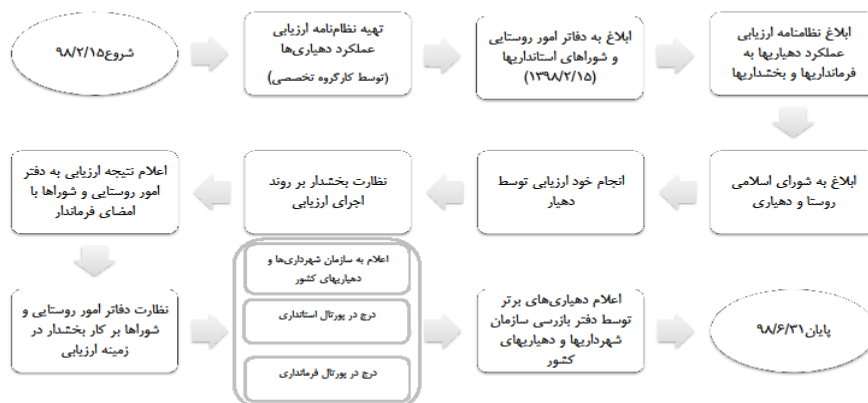 شروع۹۸/۲/۱۵
تهیه نظام‌نامه ارزیابی
عملکرد دهیاری‌ها
(توسط کارگروه تخصصی)
ابلاغ به دفاتر امور روستایی
و شوراهای استانداریها
(۱۳۹۸/۲/۱۵)
ابلاغ نظامنامه ارزیابی
عملکرد دهیاریها به
فرمانداریها و بخشداریها
ابلاغ به شورای اسلامی
روستا و دهیاری
انجام خود ارزیابی توسط
دهیار
نظارت بخشدار بر روند
اجرای ارزیابی
اعلام نتیجه ارزیابی به دفتر
امور روستایی و شوراها با
امضای فرماندار
نظارت دفاتر امور روستایی و
شوراها بر کار بخشدار در
زمینه ارزیابی
اعلام به سازمان شهرداری‌ها و
دهیاریهای کشور
درج در پورتال استانداری
درج در پورتال فرمانداری
اعلام دهیاری‌های برتر
توسط دفتر بازرسی سازمان
شهرداریها و دهیاریهای
کشور
پایان۹۸/۶/۳۱